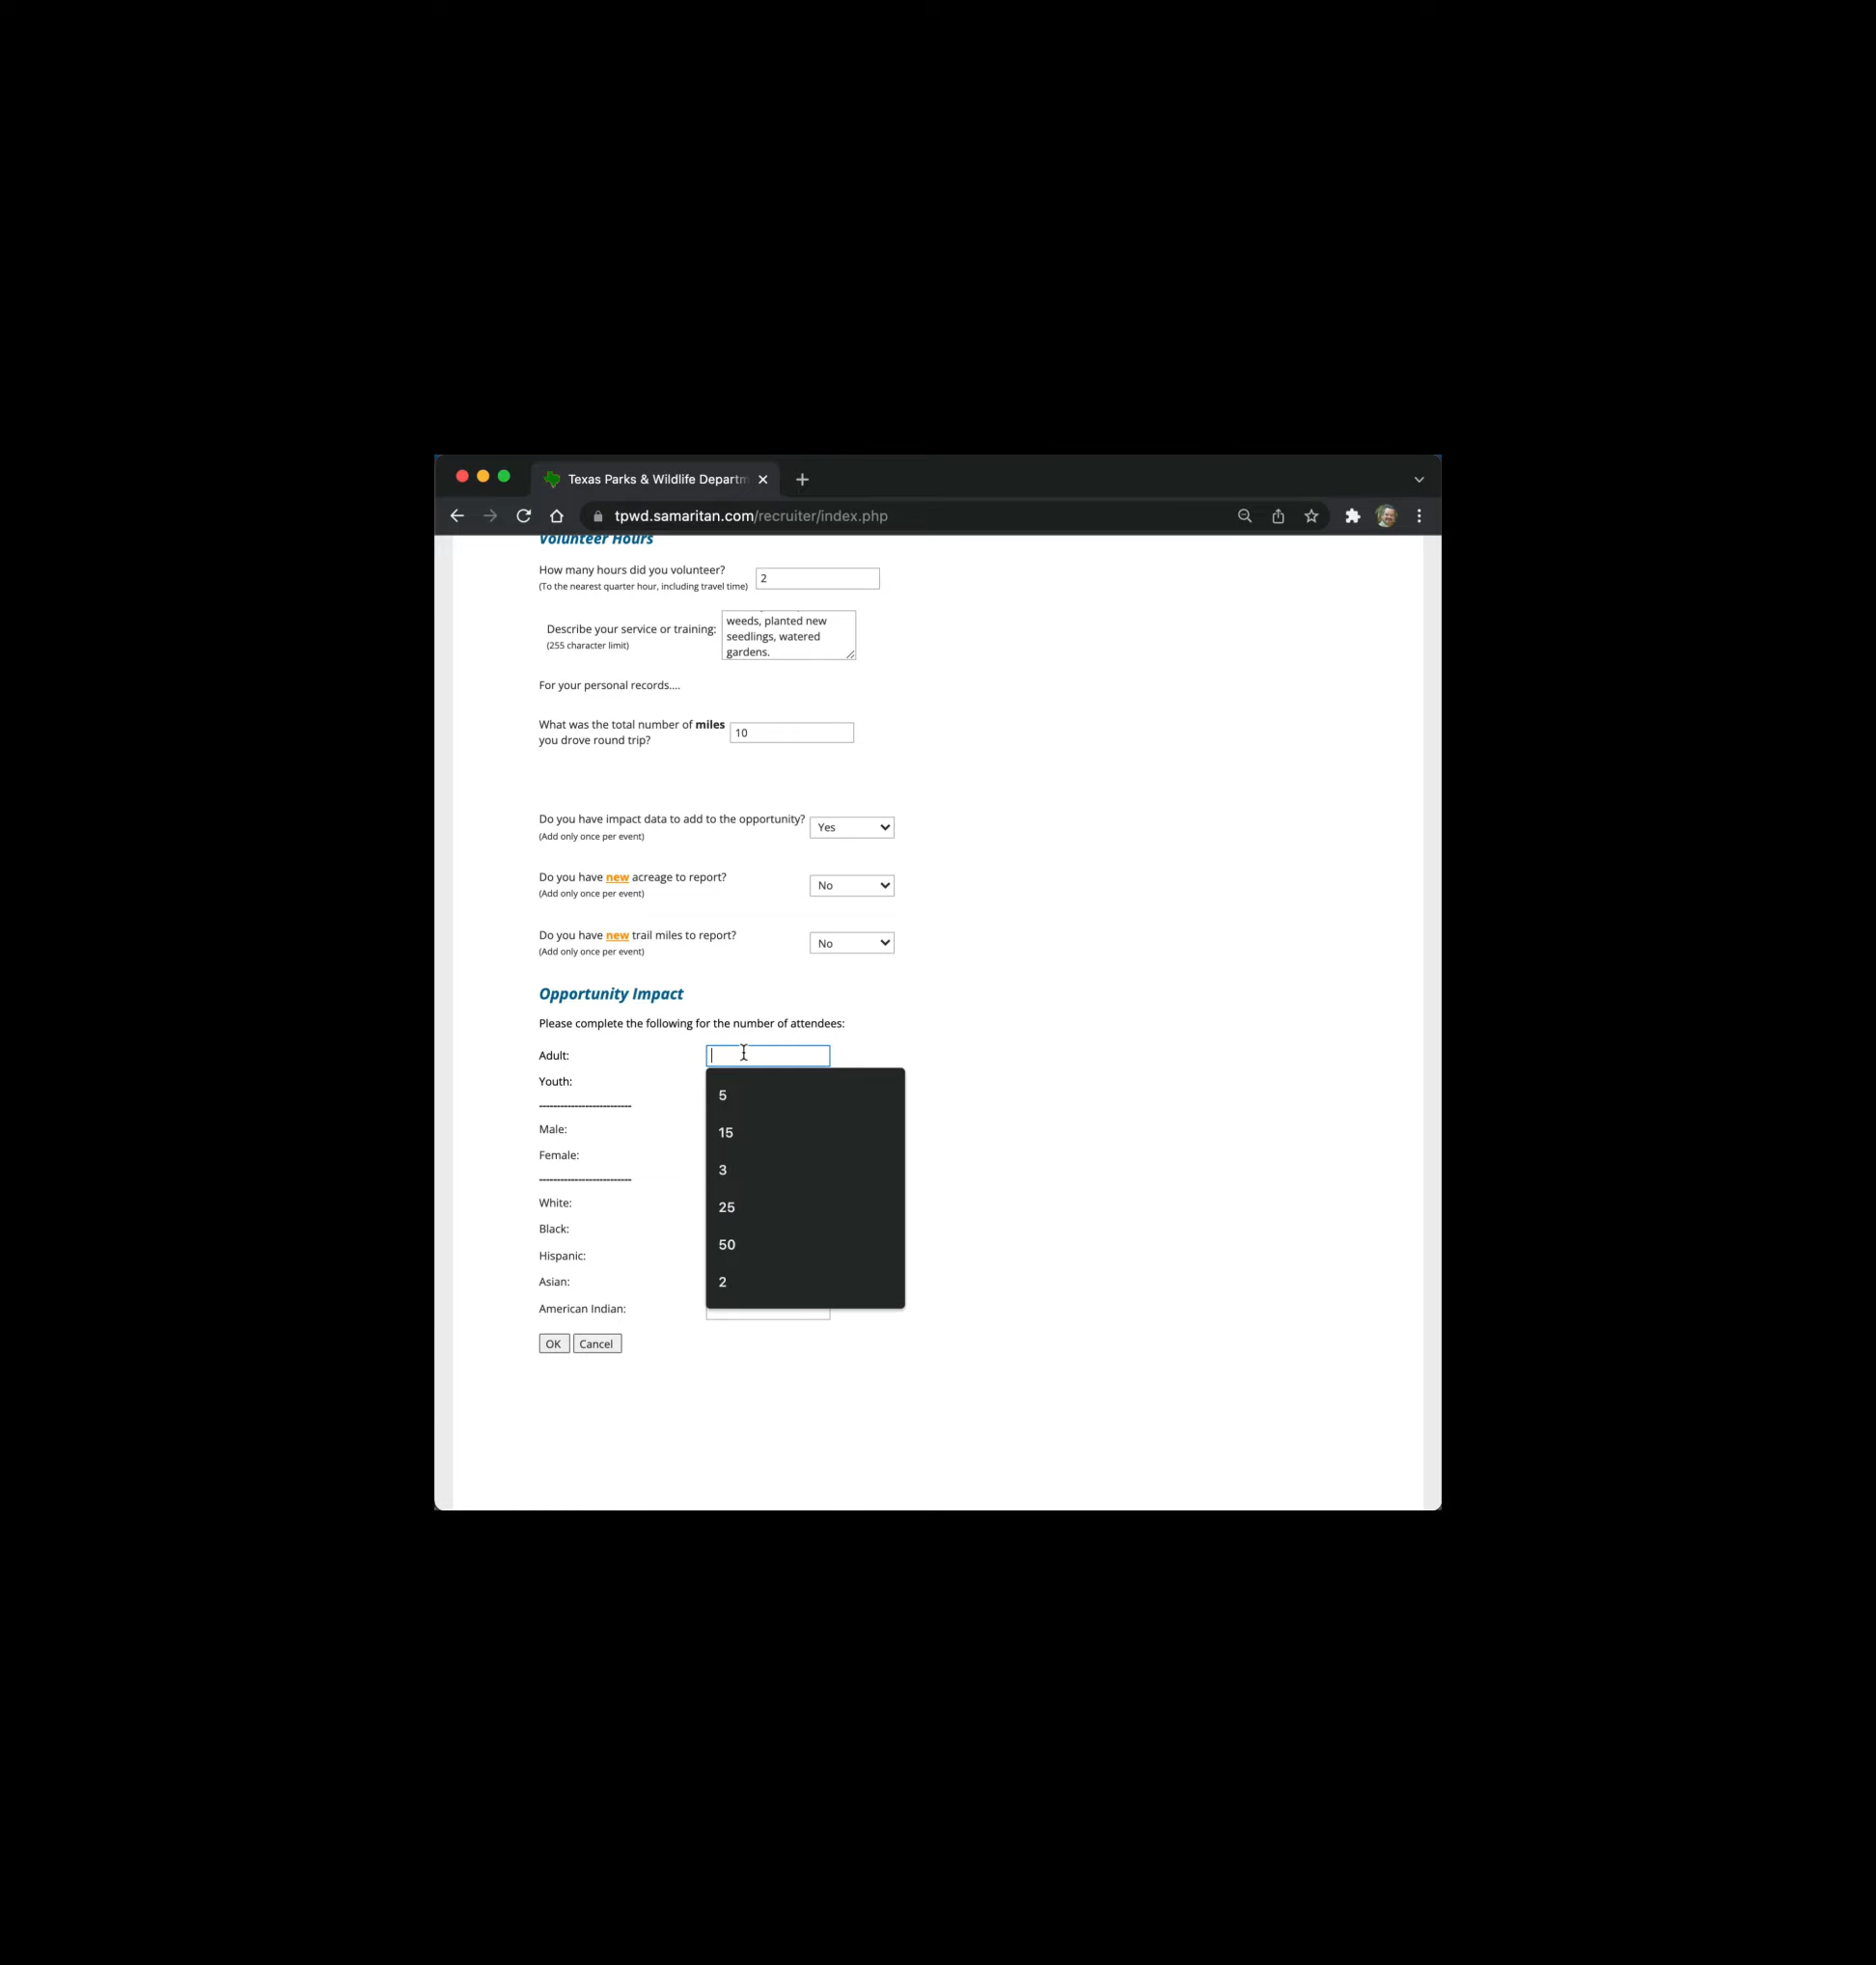 Texas Parks & Wildlife Departm
tpwd.samaritan.com/recruiter/index.php
Volunteer Hours
How many hours did you volunteer?
(To the nearest quarter hour, including travel time)
2
Describe your service or training:
(255 character limit)
weeds, planted new
seedlings, watered
gardens.
For your personal records....
What was the total number of miles
you drove round trip?
10
Do you have impact data to add to the opportunity?
(Add only once per event)
Yes
Do you have new acreage to report?
(Add only once per event)
No
Do you have new trail miles to report?
(Add only once per event)
No
Opportunity Impact
Please complete the following for the number of attendees:
Adult:
Youth:
--------------------------
Male:
Female:
--------------------------
White:
Black:
Hispanic:
Asian:
American Indian:
5
15
3
25
50
2
OK Cancel